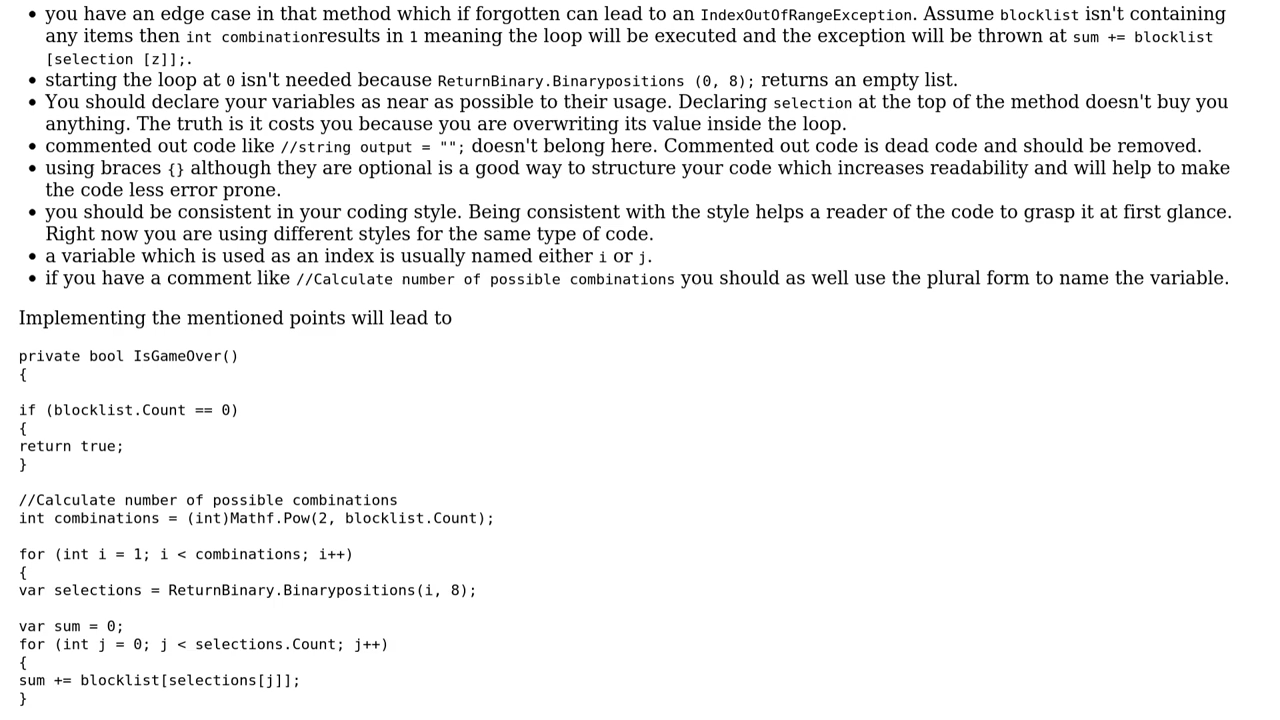 • you have an edge case in that method which if forgotten can lead to an IndexOutOfRangeException. Assume blocklist isn't containing
any items then int combinationresults in 1 meaning the loop will be executed and the exception will be thrown at sum += blocklist
[selection [z]];.
• starting the loop at 0 isn't needed because ReturnBinary.Binarypositions (0, 8); returns an empty list.
• You should declare your variables as near as possible to their usage. Declaring selection at the top of the method doesn't buy you
anything. The truth is it costs you because you are overwriting its value inside the loop.
• commented out code like //string output = ""; doesn't belong here. Commented out code is dead code and should be removed.
• using braces {} although they are optional is a good way to structure your code which increases readability and will help to make
the code less error prone.
• you should be consistent in your coding style. Being consistent with the style helps a reader of the code to grasp it at first glance.
Right now you are using different styles for the same type of code.
• a variable which is used as an index is usually named either i or j.
• if you have a comment like //Calculate number of possible combinations you should as well use the plural form to name the variable.
Implementing the mentioned points will lead to
private bool IsGameOver()
{
if (blocklist.Count == 0)
{
return true;
}
//Calculate number of possible combinations
int combinations = (int)Mathf.Pow(2, blocklist.Count);
for (int i = 1; i < combinations; i++)
{
var selections = ReturnBinary.Binarypositions(i, 8);
var sum = 0;
for (int j = 0; j < selections.Count; j++)
{
sum += blocklist[selections[j]];
}